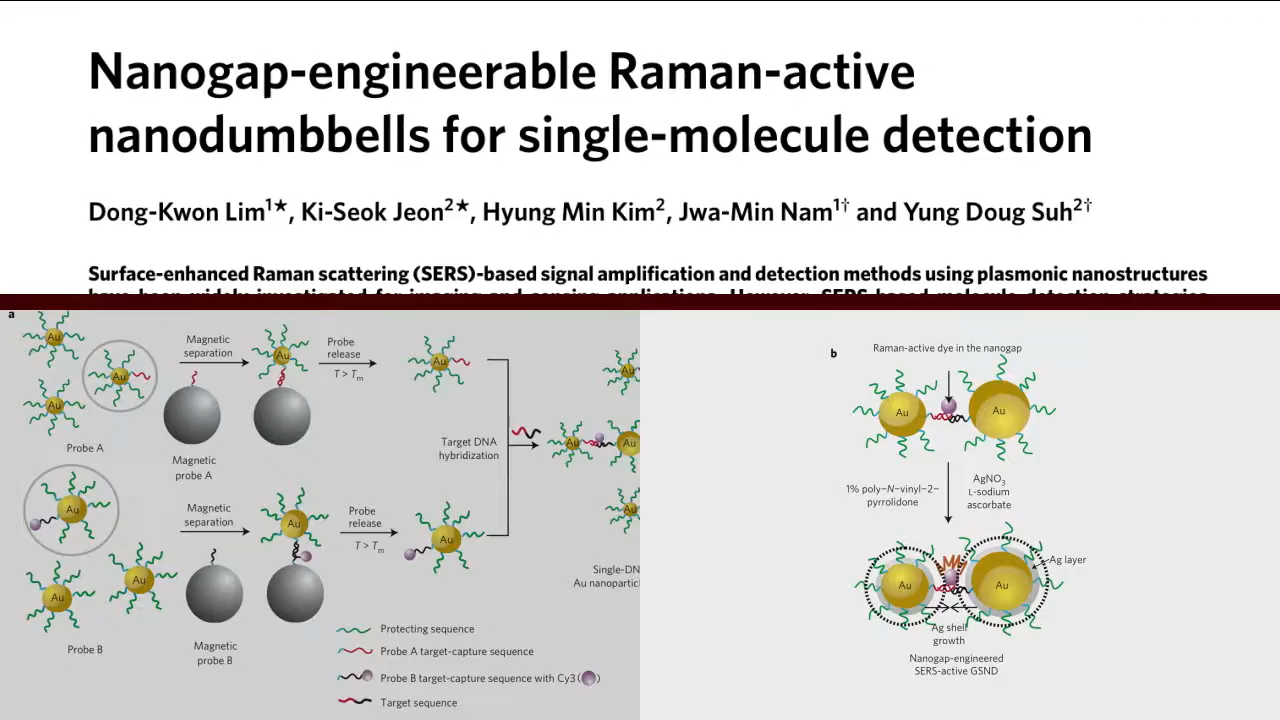 Nanogap-engineerable Raman-active
nanodumbbells for single-molecule detection
Dong-Kwon Lim1★, Ki-Seok Jeon2★, Hyung Min Kim2, Jwa-Min Nam1† and Yung Doug Suh2†
Surface-enhanced Raman scattering (SERS)-based signal amplification and detection methods using plasmonic nanostructures
a
Au
Au
Au
Probe A
Magnetic
separation
Magnetic
probe A
Au
Probe
release
T > Tm
Au
Target DNA
hybridization
Au
Au
Au
Au
Au
Au
Au
Probe B
Magnetic
separation
Magnetic
probe B
Au
Probe
release
T > Tm
Au
Single-DN
Au nanopartic
Protecting sequence
Probe A target-capture sequence
Probe B target-capture sequence with Cy3 ( )
Target sequence
b
Raman-active dye in the nanogap
Au
Au
1% poly−N−vinyl−2−
pyrrolidone
AgNO3
L-sodium
ascorbate
Au
Au
Ag layer
Ag shell
growth
Nanogap-engineered
SERS-active GSND